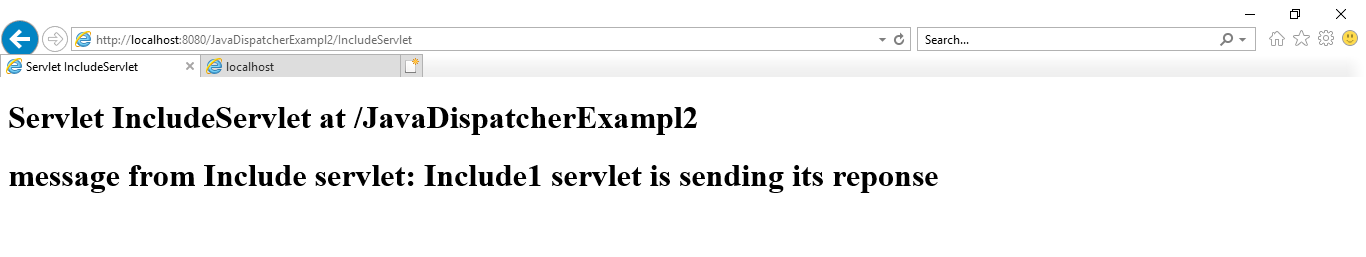 http://localhost:8080/JavaDispatcherExampl2/IncludeServlet
Search...
Servlet IncludeServlet
localhost
Servlet IncludeServlet at /JavaDispatcherExampl2
message from Include servlet: Include1 servlet is sending its reponse